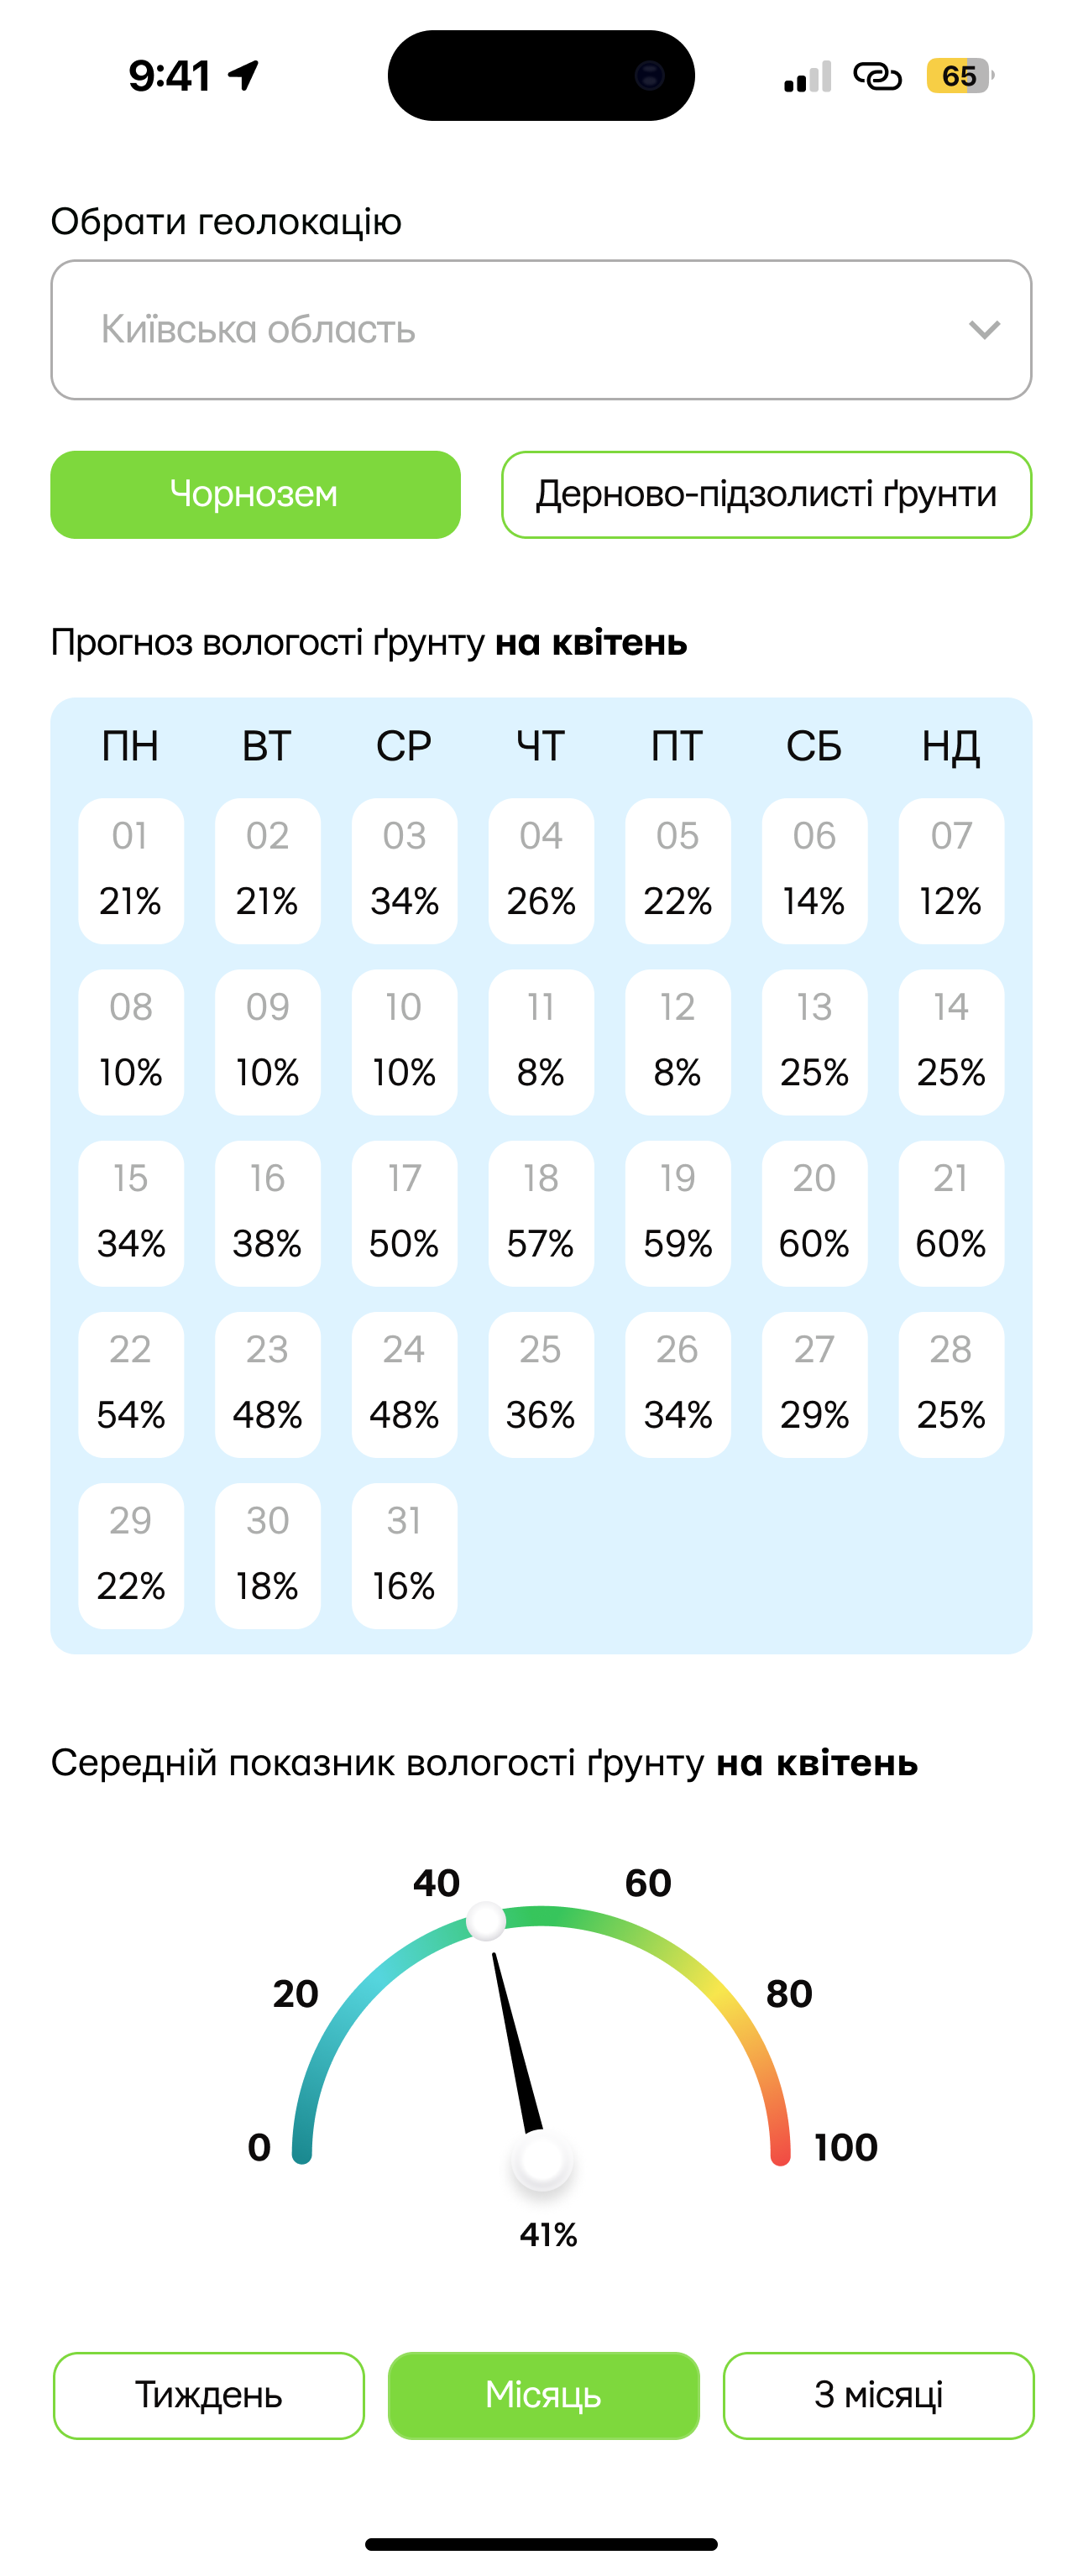 9:41 65
Обрати геолокацію
Київська область
Чорнозем Дерново-підзолисті ґрунти
Прогноз вологості ґрунту на квітень
ПН ВТ СР ЧТ ПТ СБ НД
01 02 03 04 05 06 07
21% 21% 34% 26% 22% 14% 12%
08 09 10 11 12 13 14
10% 10% 10% 8% 8% 25% 25%
15 16 17 18 19 20 21
34% 38% 50% 57% 59% 60% 60%
22 23 24 25 26 27 28
54% 48% 48% 36% 34% 29% 25%
29 30 31
22% 18% 16%
Середній показник вологості ґрунту на квітень
40 60
20 80
0 100
41%
Тиждень Місяць 3 місяці